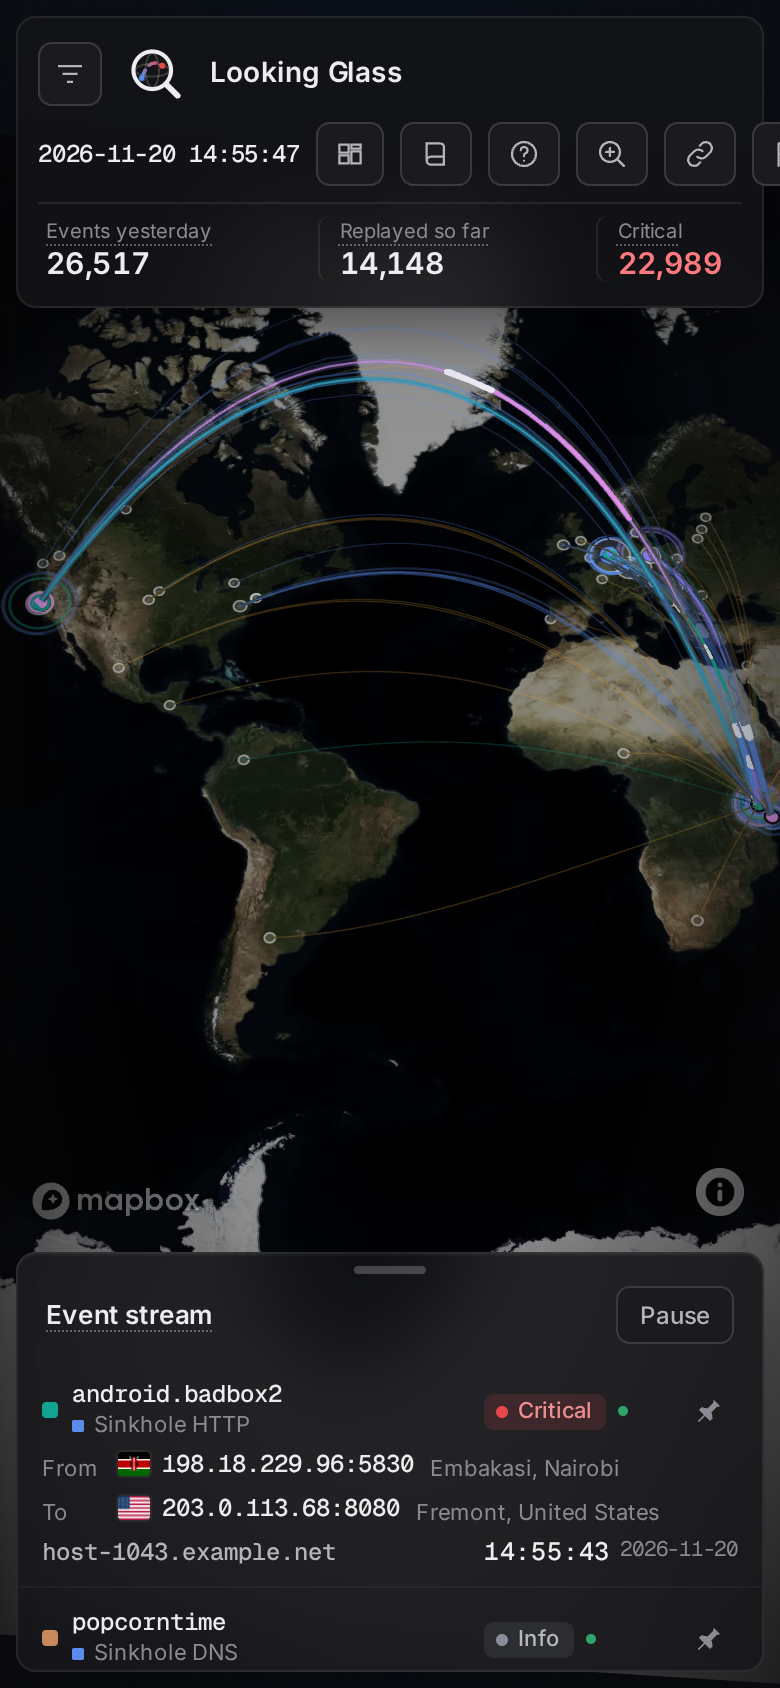 Looking Glass
2026-11-20 14:55:47
Events yesterday
26,517
Replayed so far
14,148
Critical
22,989
mapbox
Event stream
Pause
android.badbox2
Sinkhole HTTP
Critical
From 198.18.229.96:5830 Embakasi, Nairobi
To 203.0.113.68:8080 Fremont, United States
host-1043.example.net 14:55:43 2026-11-20
popcorntime
Sinkhole DNS
Info